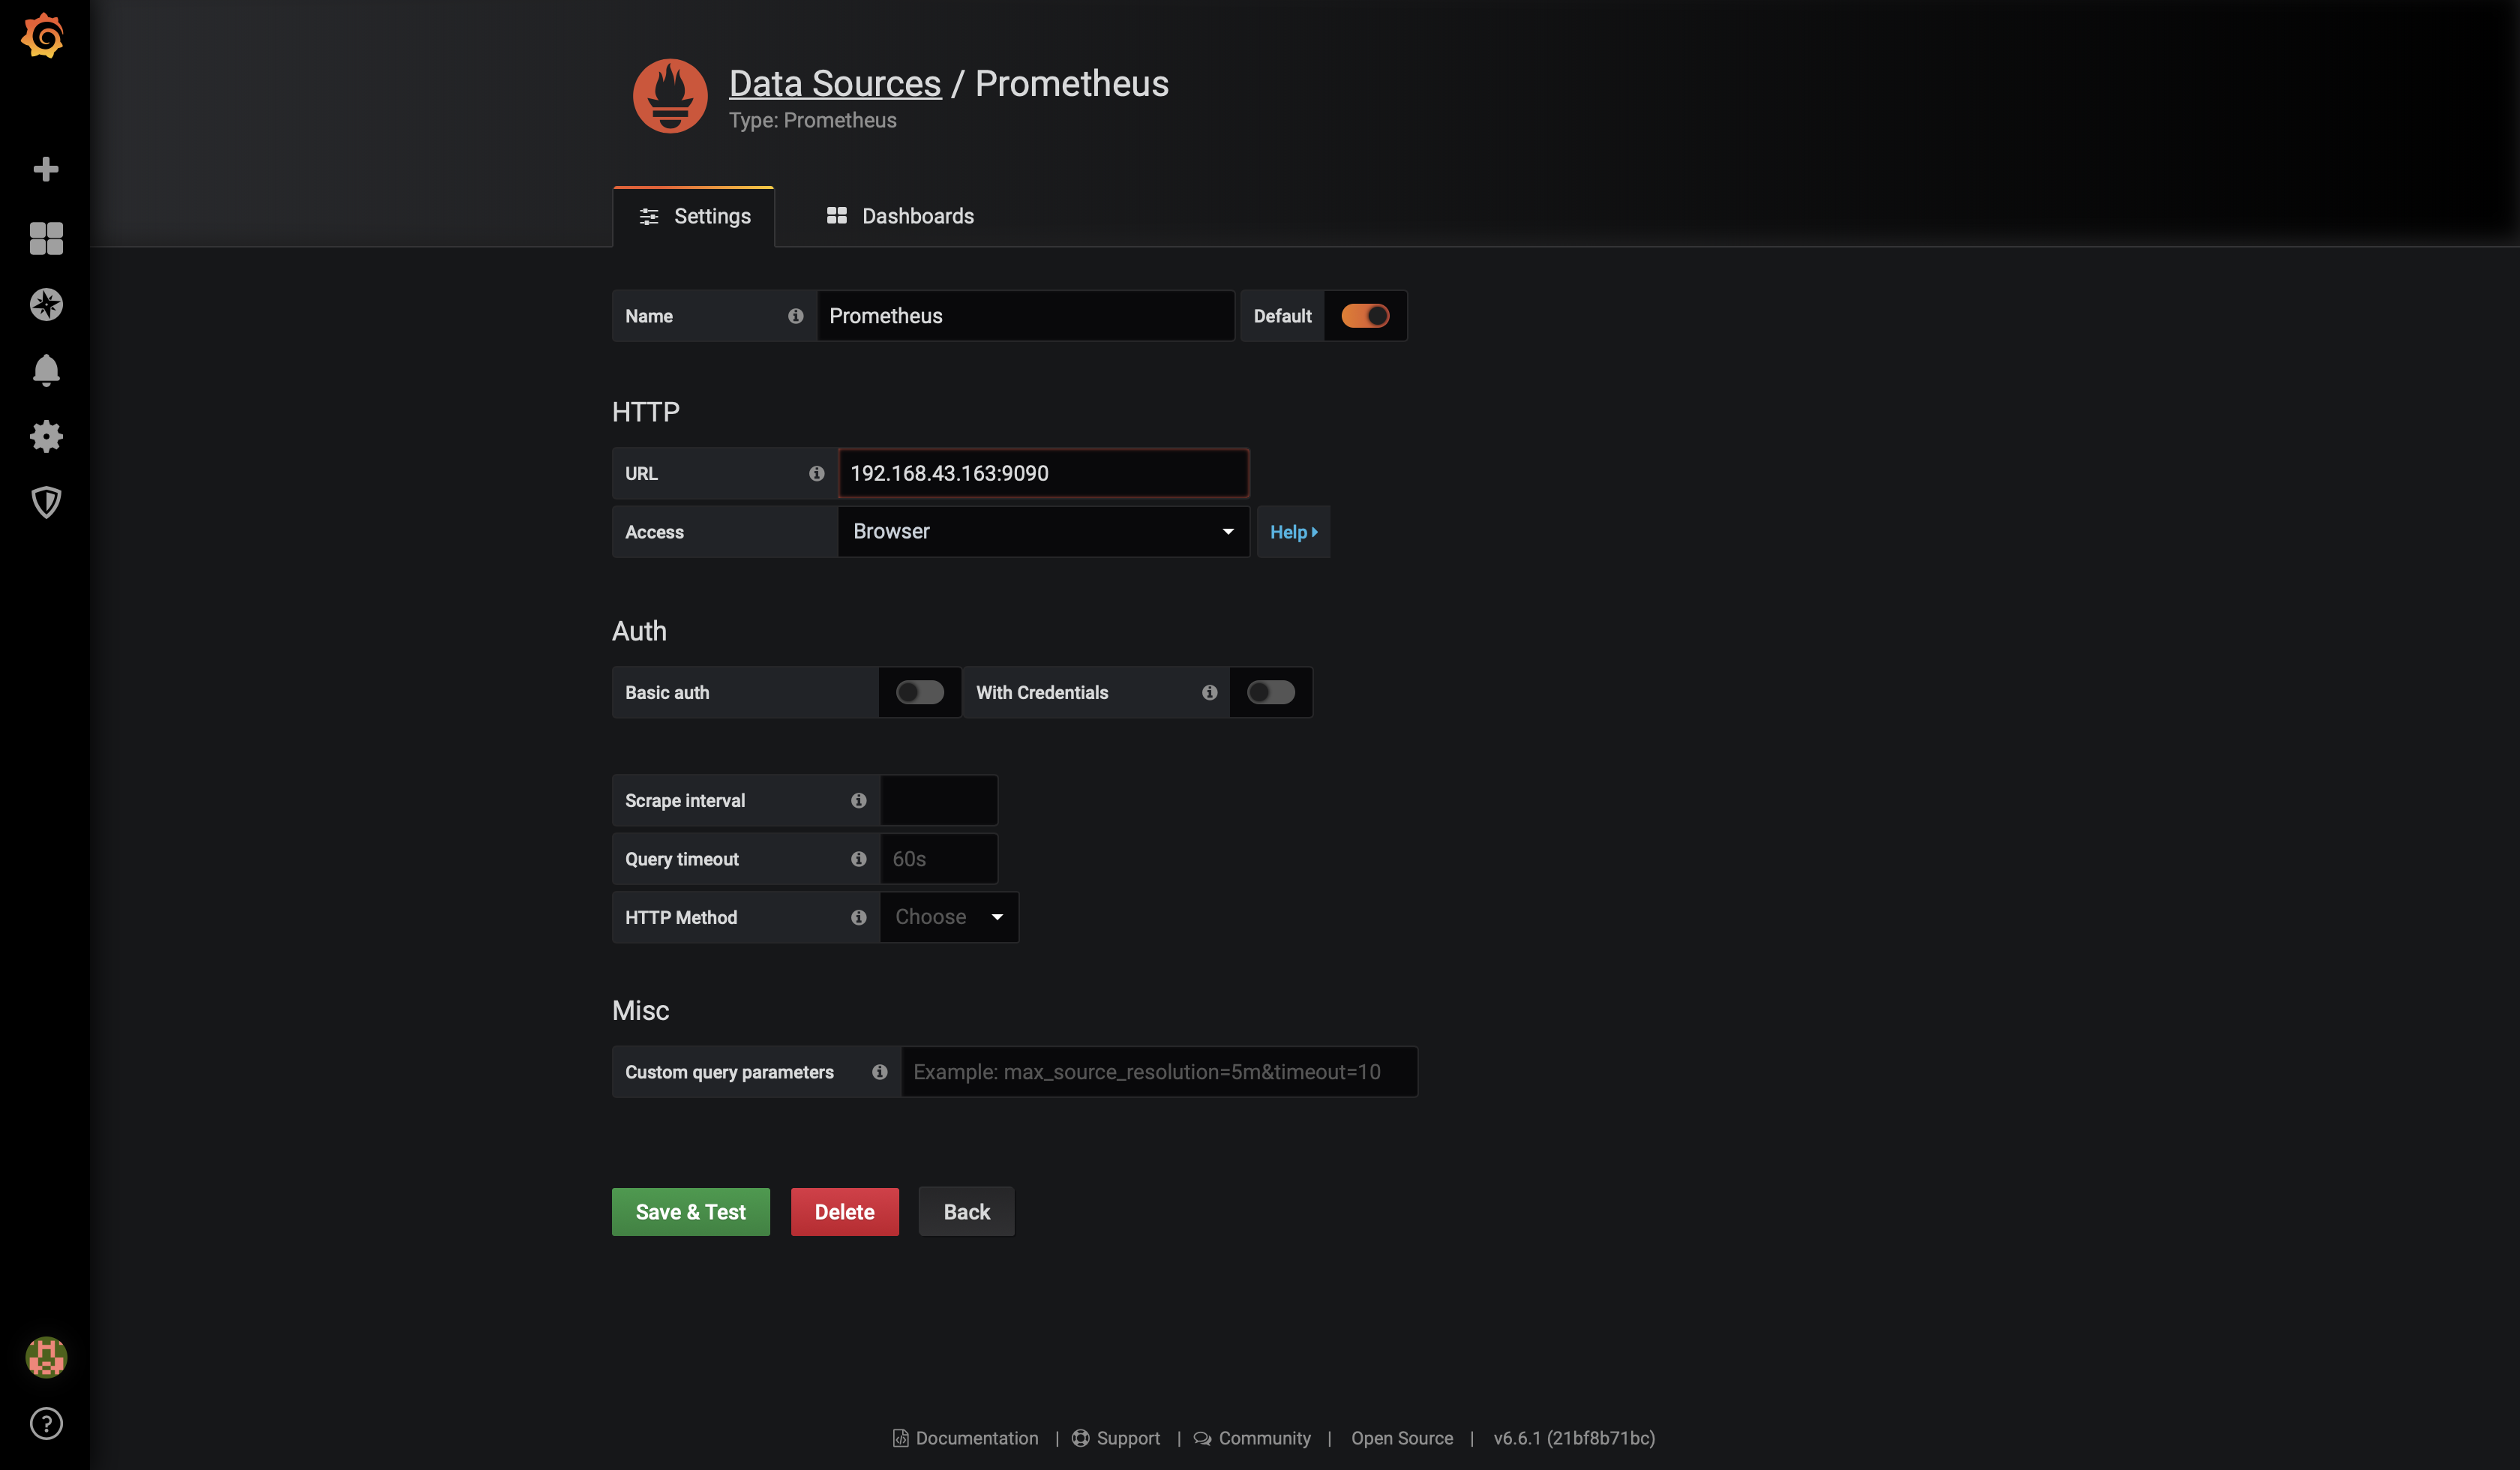 Data Sources / Prometheus
Type: Prometheus
Settings
Dashboards
Name Prometheus Default
HTTP
URL 192.168.43.163:9090
Access Browser Help
Auth
Basic auth With Credentials
Scrape interval
Query timeout 60s
HTTP Method Choose
Misc
Custom query parameters Example: max_source_resolution=5m&timeout=10
Save & Test Delete Back
Documentation | Support | Community | Open Source | v6.6.1 (21bf8b71bc)